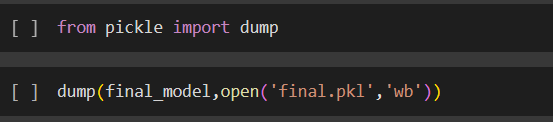 [ ] from pickle import dump
[ ] dump(final_model,open('final.pkl','wb'))